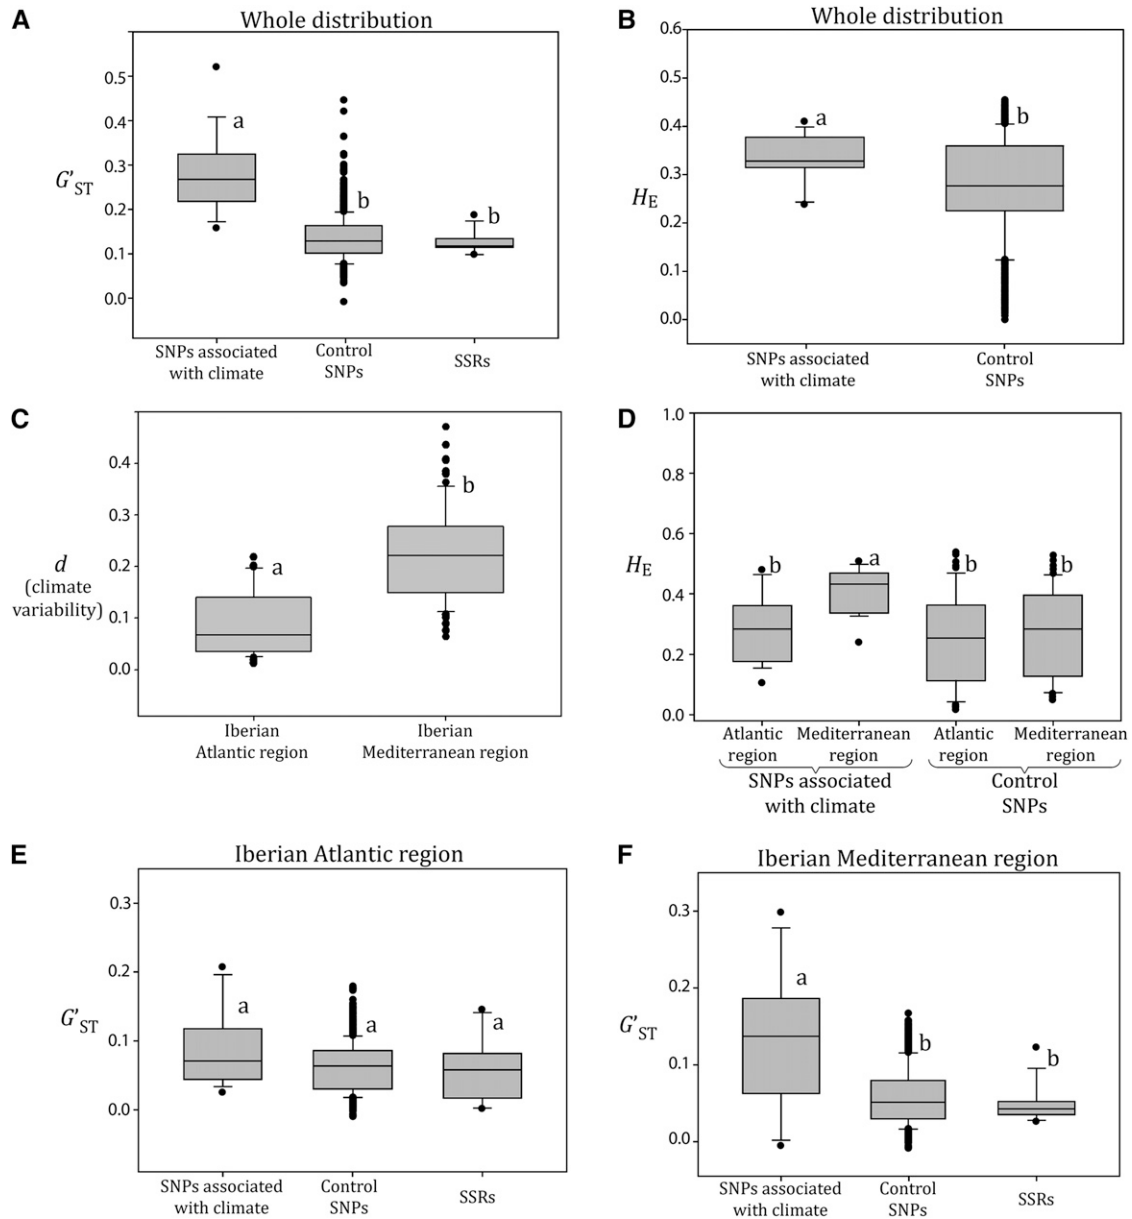 A
Whole distribution
0.5
0.4
0.3
0.2
0.1
0.0
G'ST
a
b
b
SNPs associated
with climate
Control
SNPs
SSRs
B
Whole distribution
0.6
0.5
0.4
0.3
0.2
0.1
0.0
HE
a
b
SNPs associated
with climate
Control
SNPs
C
0.4
0.3
0.2
0.1
0.0
d
(climate
variability)
a
b
Iberian
Atlantic region
Iberian
Mediterranean region
D
1.0
0.8
0.6
0.4
0.2
0.0
HE
b
a
b
b
Atlantic
region
Mediterranean
region
Atlantic
region
Mediterranean
region
SNPs associated
with climate
Control
SNPs
E
Iberian Atlantic region
0.3
0.2
0.1
0.0
G'ST
a
a
a
SNPs associated
with climate
Control
SNPs
SSRs
F
Iberian Mediterranean region
0.3
0.2
0.1
0.0
G'ST
a
b
b
SNPs associated
with climate
Control
SNPs
SSRs